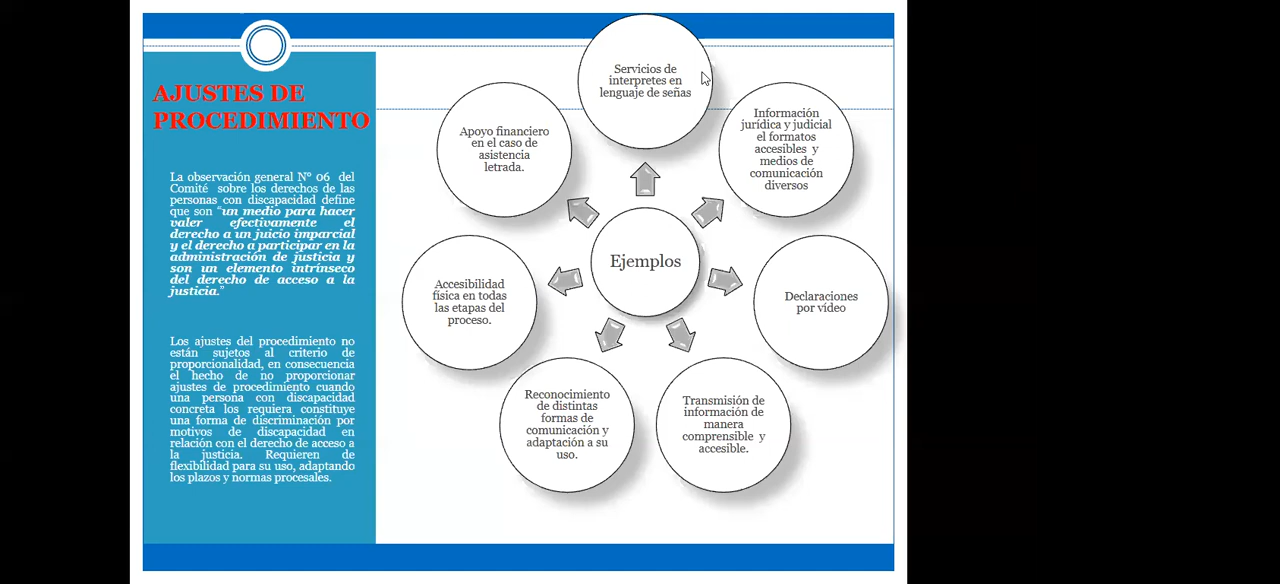 AJUSTES DE
PROCEDIMIENTO
La observación general N° 06 del
Comité sobre los derechos de las
personas con discapacidad define
que son “un medio para hacer
valer efectivamente el
derecho a un juicio imparcial
y el derecho a participar en la
administración de justicia y
son un elemento intrínseco
del derecho de acceso a la
justicia.”
Los ajustes del procedimiento no
están sujetos al criterio de
proporcionalidad, en consecuencia
el hecho de no proporcionar
ajustes de procedimiento cuando
una persona con discapacidad
concreta los requiera constituye
una forma de discriminación por
motivos de discapacidad en
relación con el derecho de acceso a
la justicia. Requieren de
flexibilidad para su uso, adaptando
los plazos y normas procesales.
Ejemplos
Servicios de
interpretes en
lenguaje de señas
Información
jurídica y judicial
el formatos
accesibles y
medios de
comunicación
diversos
Declaraciones
por vídeo
Transmisión de
información de
manera
comprensible y
accesible.
Reconocimiento
de distintas
formas de
comunicación y
adaptación a su
uso.
Accesibilidad
física en todas
las etapas del
proceso.
Apoyo financiero
en el caso de
asistencia
letrada.